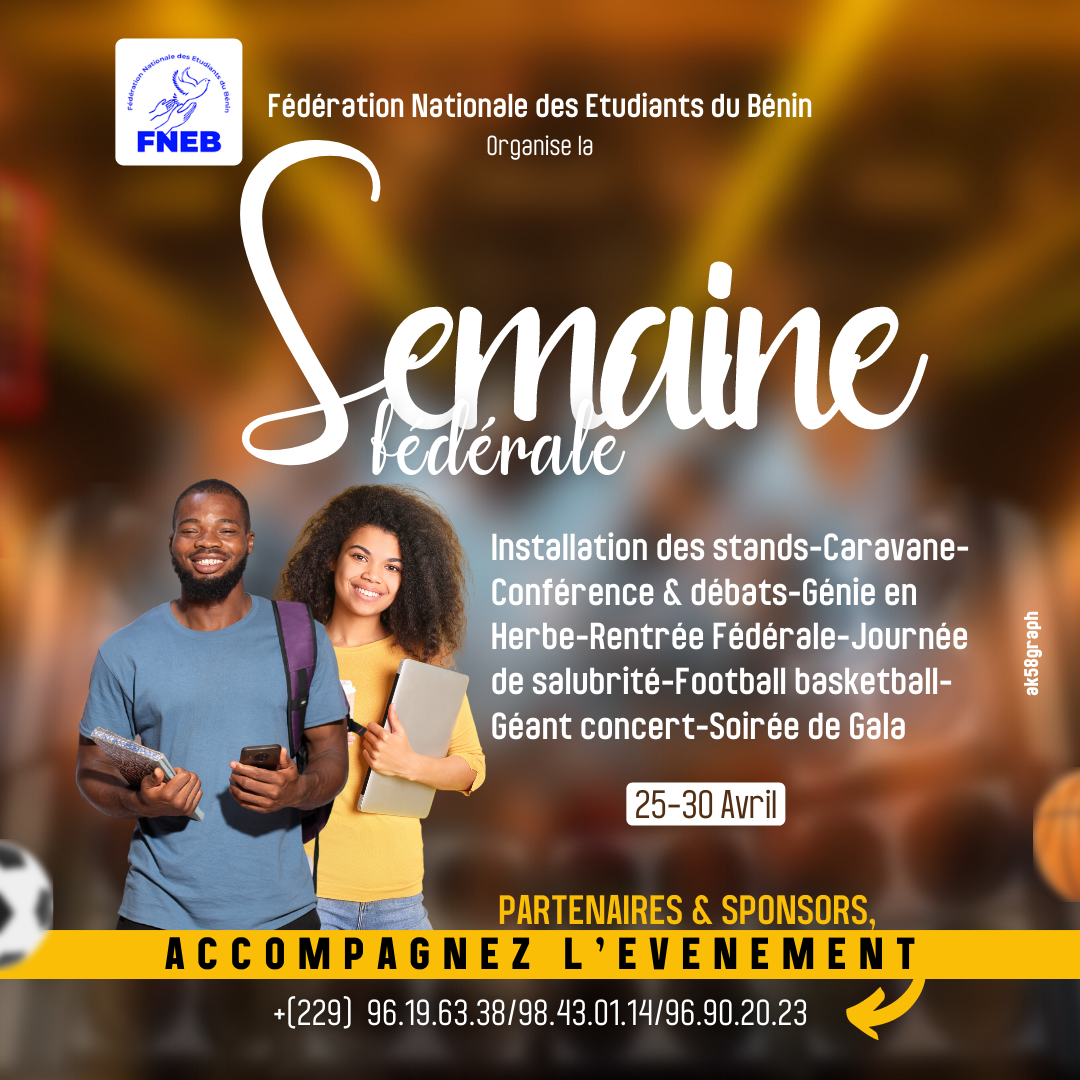 Fédération Nationale des Etudiants du Bénin
FNEB
Fédération Nationale des Etudiants du Bénin
Organise la
Semaine
fédérale
Installation des stands-Caravane-
Conférence & débats-Génie en
Herbe-Rentrée Fédérale-Journée
de salubrité-Football basketball-
Géant concert-Soirée de Gala
ak58graph
25-30 Avril
PARTENAIRES & SPONSORS,
ACCOMPAGNEZ L'EVENEMENT
+(229) 96.19.63.38/98.43.01.14/96.90.20.23